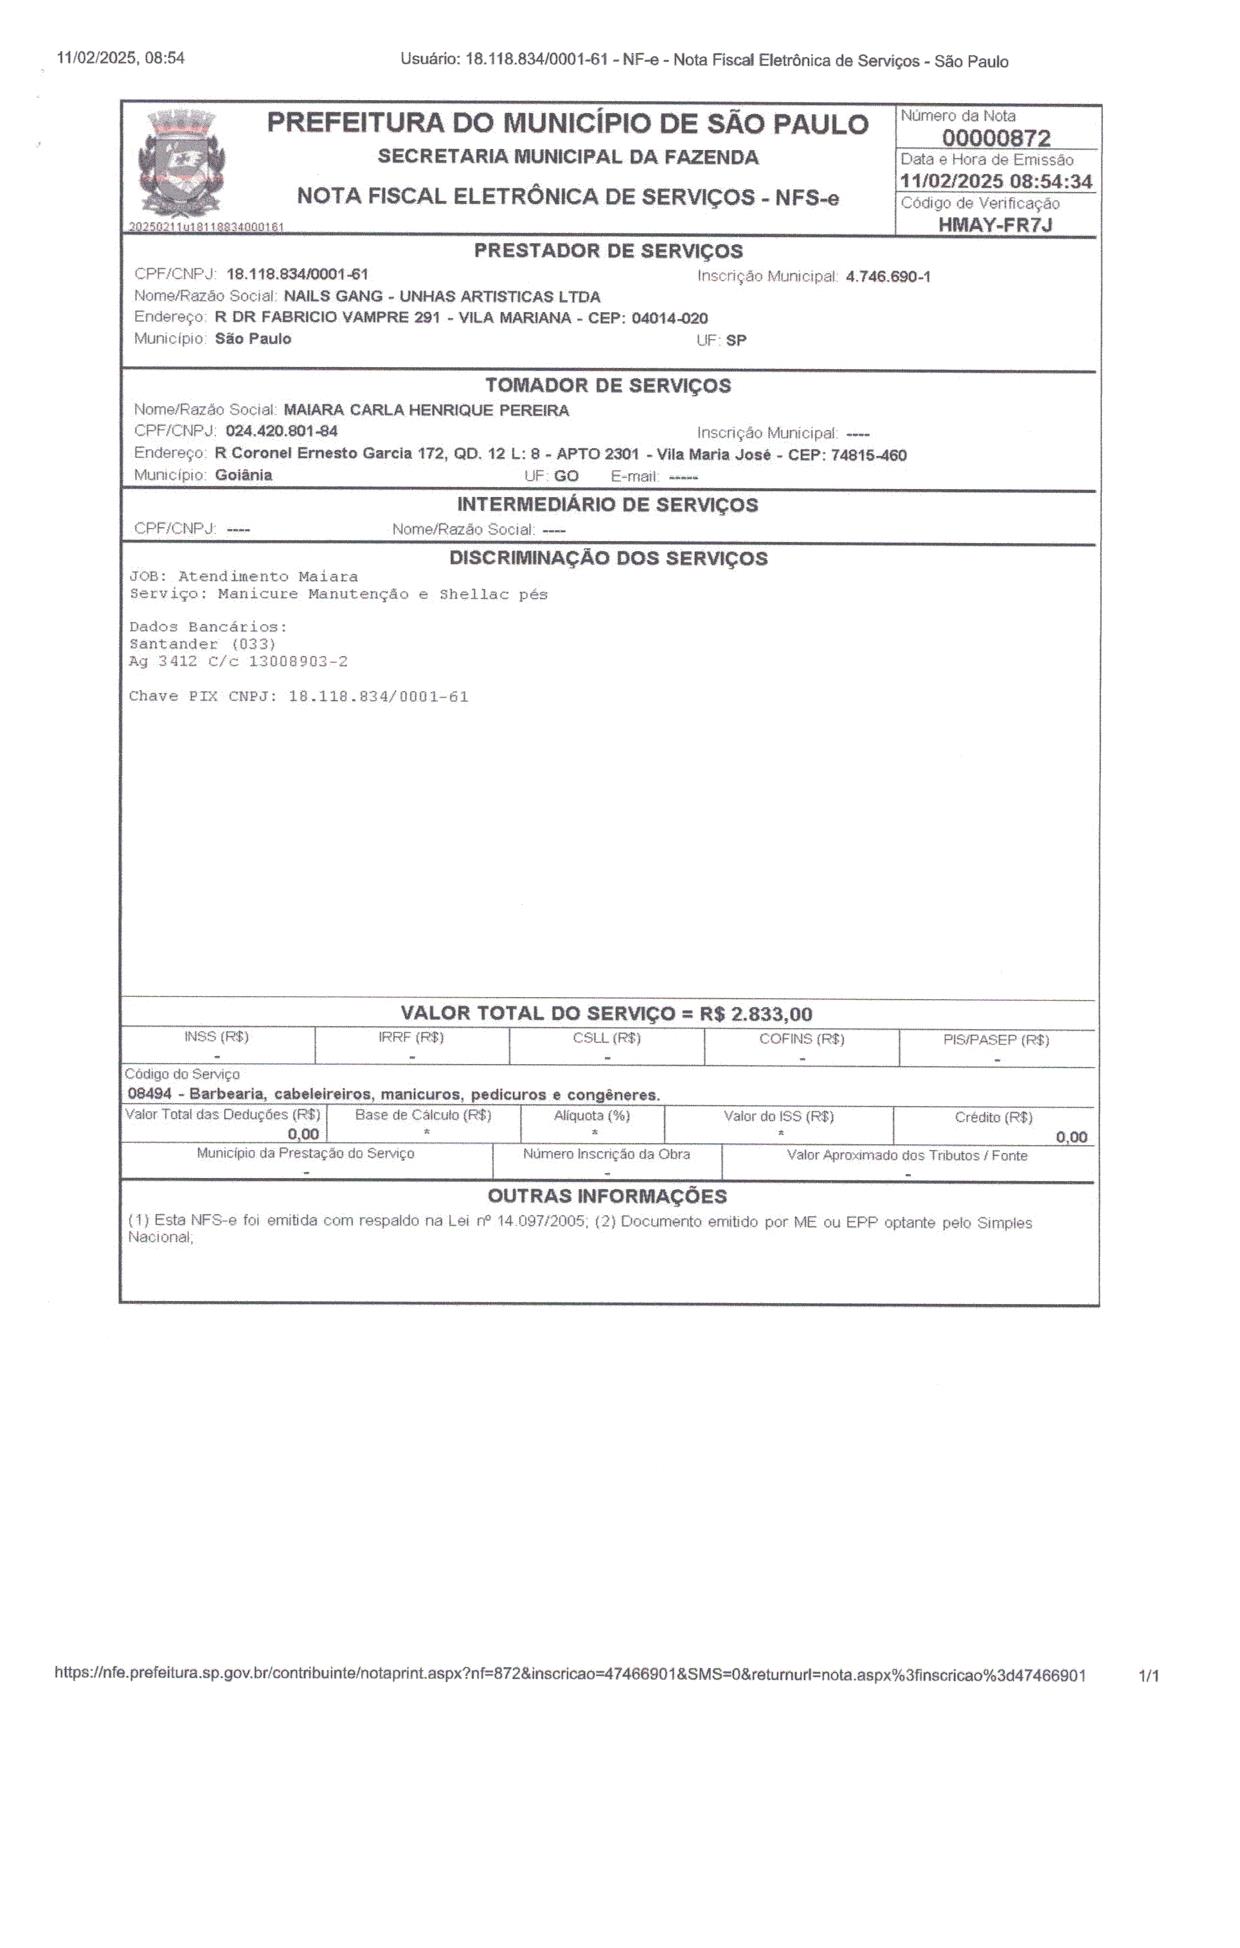 11/02/2025, 08:54 Usuário: 18.118.834/0001-61 - NF-e - Nota Fiscal Eletrônica de Serviços - São Paulo
PREFEITURA DO MUNICÍPIO DE SÃO PAULO
SECRETARIA MUNICIPAL DA FAZENDA
NOTA FISCAL ELETRÔNICA DE SERVIÇOS - NFS-e
20250211u18118834000161
Número da Nota
00000872
Data e Hora de Emissão
11/02/2025 08:54:34
Código de Verificação
HMAY-FR7J
PRESTADOR DE SERVIÇOS
CPF/CNPJ: 18.118.834/0001-61 Inscrição Municipal: 4.746.690-1
Nome/Razão Social: NAILS GANG - UNHAS ARTISTICAS LTDA
Endereço: R DR FABRICIO VAMPRE 291 - VILA MARIANA - CEP: 04014-020
Município: São Paulo UF: SP
TOMADOR DE SERVIÇOS
Nome/Razão Social: MAIARA CARLA HENRIQUE PEREIRA
CPF/CNPJ: 024.420.801-84 Inscrição Municipal: ----
Endereço: R Coronel Ernesto Garcia 172, QD. 12 L: 8 - APTO 2301 - Vila Maria José - CEP: 74815-460
Município: Goiânia UF: GO E-mail: -----
INTERMEDIÁRIO DE SERVIÇOS
CPF/CNPJ: ---- Nome/Razão Social: ----
DISCRIMINAÇÃO DOS SERVIÇOS
JOB: Atendimento Maiara
Serviço: Manicure Manutenção e Shellac pés
Dados Bancários:
Santander (033)
Ag 3412 C/c 13008903-2
Chave PIX CNPJ: 18.118.834/0001-61
VALOR TOTAL DO SERVIÇO = R$ 2.833,00
INSS (R$) IRRF (R$) CSLL (R$) COFINS (R$) PIS/PASEP (R$)
- - - - -
Código do Serviço
08494 - Barbearia, cabeleireiros, manicuros, pedicuros e congêneres.
Valor Total das Deduções (R$) Base de Cálculo (R$) Alíquota (%) Valor do ISS (R$) Crédito (R$)
0,00 * * * 0,00
Município da Prestação do Serviço Número Inscrição da Obra Valor Aproximado dos Tributos / Fonte
- - -
OUTRAS INFORMAÇÕES
(1) Esta NFS-e foi emitida com respaldo na Lei nº 14.097/2005; (2) Documento emitido por ME ou EPP optante pelo Simples
Nacional;
https://nfe.prefeitura.sp.gov.br/contribuinte/notaprint.aspx?nf=872&inscricao=47466901&SMS=0&returnurl=nota.aspx%3finscricao%3d47466901 1/1